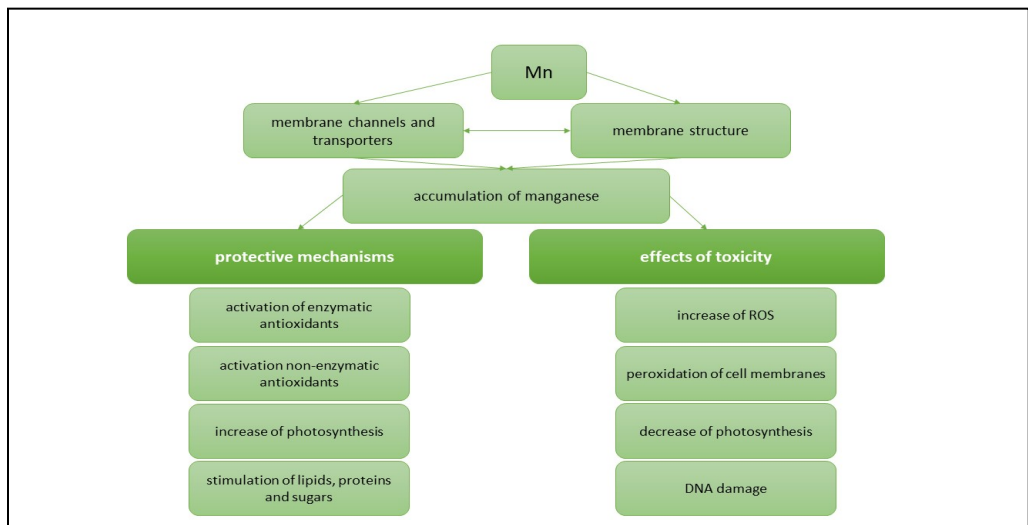 Mn
membrane channels and
transporters
membrane structure
accumulation of manganese
protective mechanisms
effects of toxicity
activation of enzymatic
antioxidants
increase of ROS
activation non-enzymatic
antioxidants
peroxidation of cell membranes
increase of photosynthesis
decrease of photosynthesis
stimulation of lipids, proteins
and sugars
DNA damage